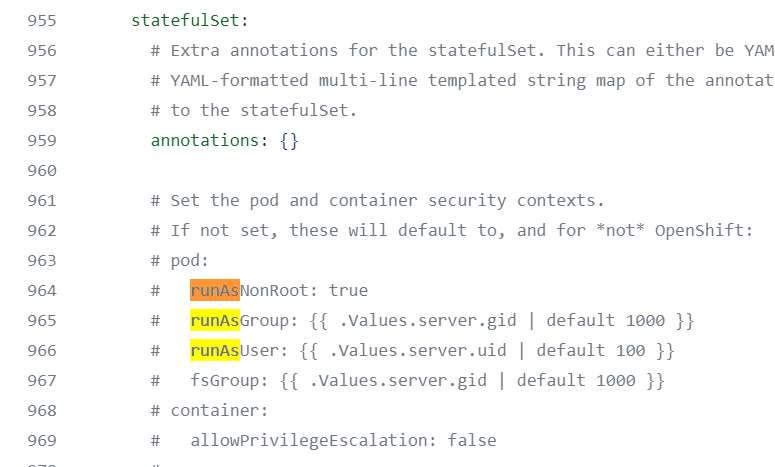 955 statefulSet:
956 # Extra annotations for the statefulSet. This can either be YAM
957 # YAML-formatted multi-line templated string map of the annotat
958 # to the statefulSet.
959 annotations: {}
960
961 # Set the pod and container security contexts.
962 # If not set, these will default to, and for *not* OpenShift:
963 # pod:
964 #   runAsNonRoot: true
965 #   runAsGroup: {{ .Values.server.gid | default 1000 }}
966 #   runAsUser: {{ .Values.server.uid | default 100 }}
967 #   fsGroup: {{ .Values.server.gid | default 1000 }}
968 # container:
969 #   allowPrivilegeEscalation: false